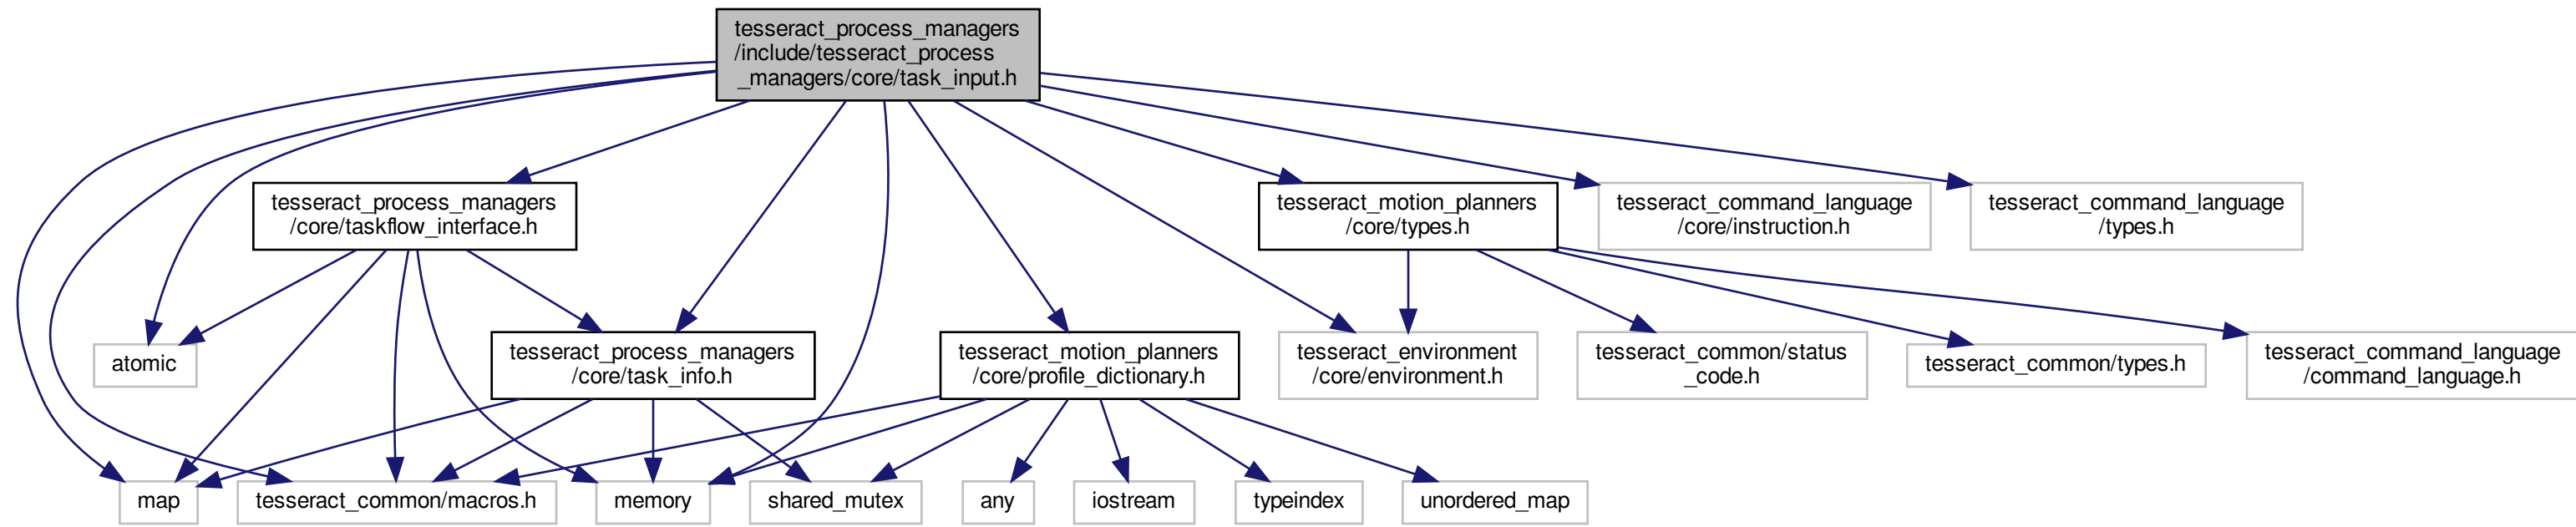 tesseract_process_managers
/include/tesseract_process
_managers/core/task_input.h
tesseract_process_managers
/core/taskflow_interface.h
tesseract_motion_planners
/core/types.h
tesseract_command_language
/core/instruction.h
tesseract_command_language
/types.h
atomic
tesseract_process_managers
/core/task_info.h
tesseract_motion_planners
/core/profile_dictionary.h
tesseract_environment
/core/environment.h
tesseract_common/status
_code.h
tesseract_common/types.h
tesseract_command_language
/command_language.h
map
tesseract_common/macros.h
memory
shared_mutex
any
iostream
typeindex
unordered_map